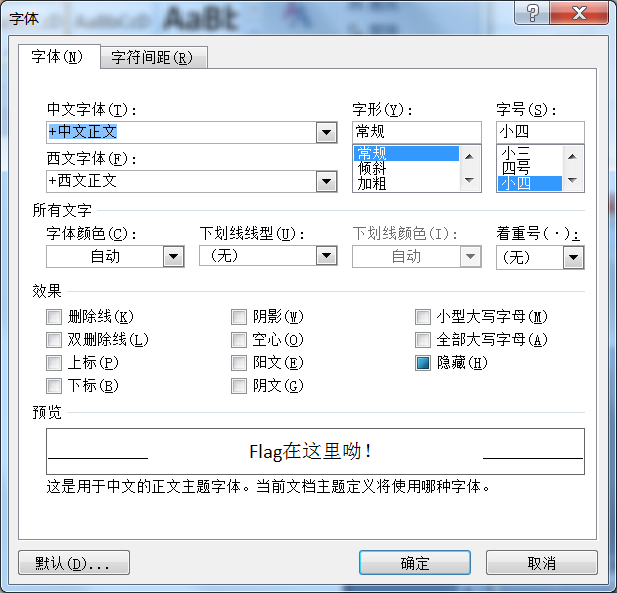 字体
字体(N) 字符间距(R)
中文字体(T): 字形(Y): 字号(S):
+中文正文 常规 小四
常规 小三
西文字体(F): 倾斜 四号
+西文正文 加粗 小四
所有文字
字体颜色(C): 下划线线型(U): 下划线颜色(I): 着重号(·):
自动 (无) 自动 (无)
效果
删除线(K) 阴影(W) 小型大写字母(M)
双删除线(L) 空心(O) 全部大写字母(A)
上标(P) 阳文(E) 隐藏(H)
下标(B) 阴文(G)
预览
Flag在这里呦！
这是用于中文的正文主题字体。当前文档主题定义将使用哪种字体。
默认(D)... 确定 取消